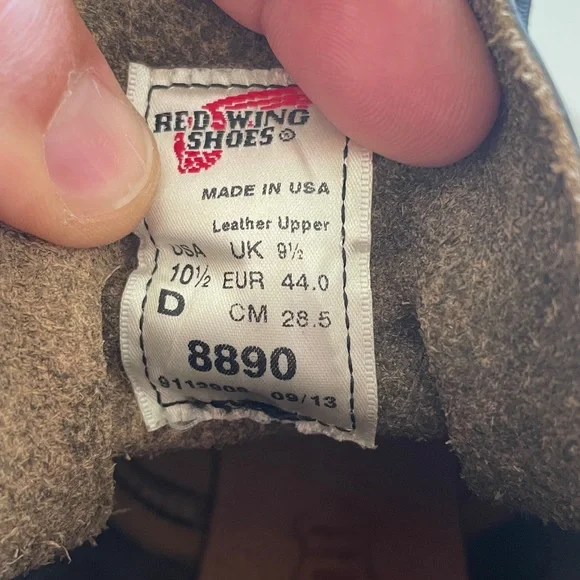 RED WING
SHOES®
MADE IN USA
Leather Upper
USA UK 9½
10½ EUR 44.0
D CM 28.5
8890
09/13